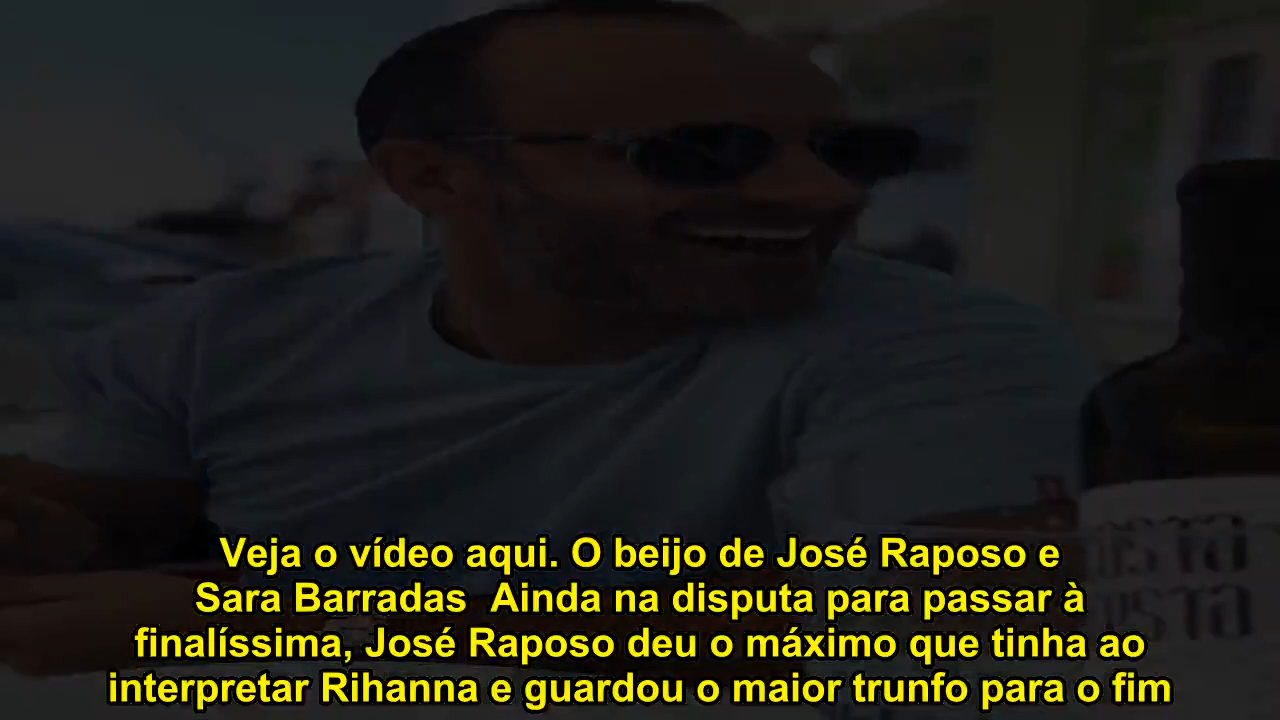 Veja o vídeo aqui. O beijo de José Raposo e
Sara Barradas  Ainda na disputa para passar à
finalíssima, José Raposo deu o máximo que tinha ao
interpretar Rihanna e guardou o maior trunfo para o fim